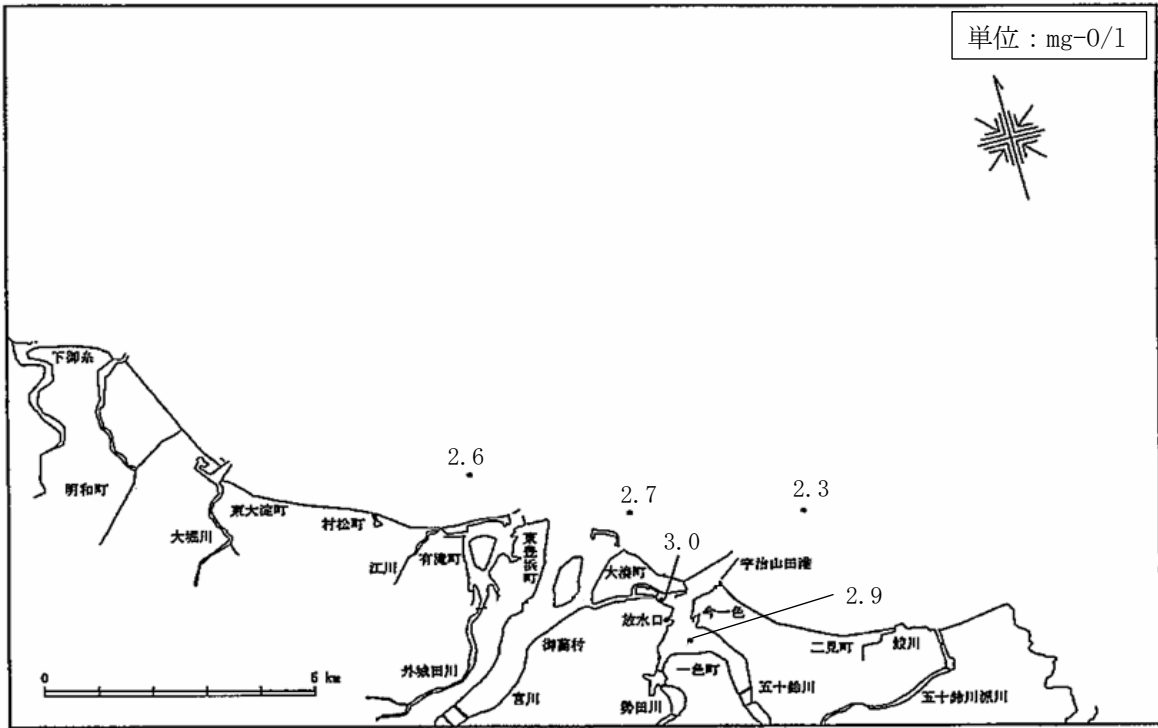 単位：mg-O/l
下御糸
明和町
大堀川
東大淀町
村松町
江川
有滝町
外城田川
東豊浜町
宮川
御薗村
大湊町
放水口
勢田川
一色町
今一色
宇治山田港
五十鈴川
二見町
五十鈴川派川
2.6
2.7
2.3
3.0
2.9
0
5 km